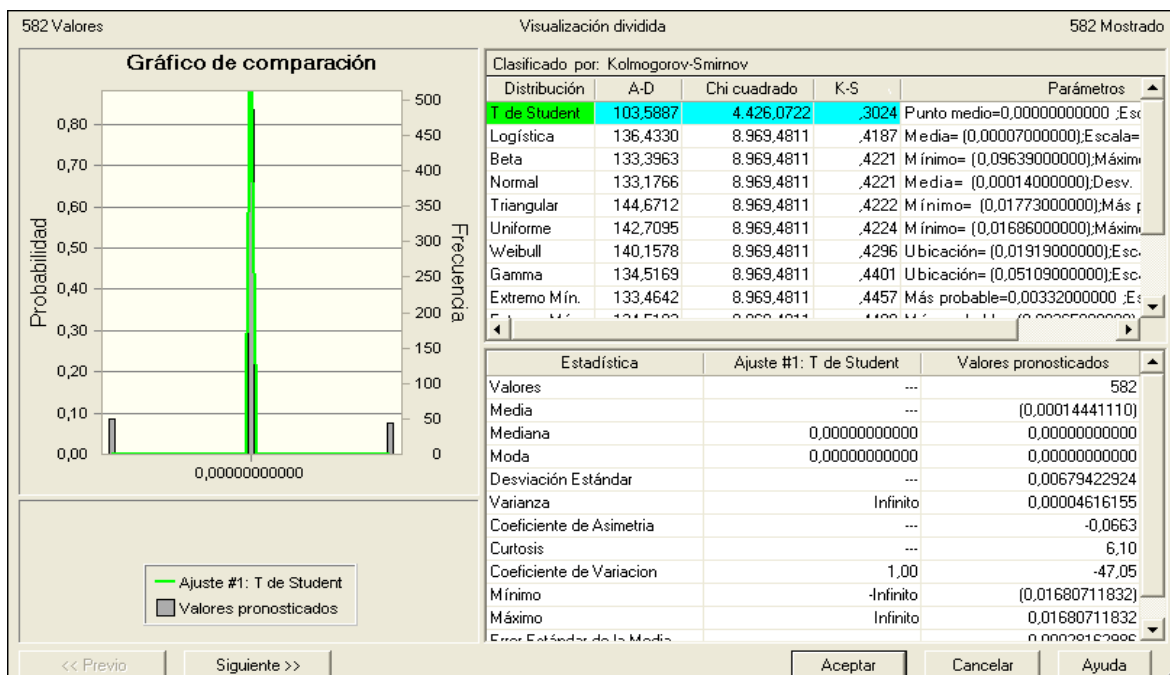 582 Valores Visualización dividida 582 Mostrado
Gráfico de comparación
Probabilidad
0,80
0,70
0,60
0,50
0,40
0,30
0,20
0,10
0,00
0,00000000000
500
450
400
350
300
250
200
150
100
50
0
Frecuencia
Ajuste #1: T de Student
Valores pronosticados
Clasificado por: Kolmogorov-Smirnov
Distribución A-D Chi cuadrado K-S Parámetros
T de Student 103,5887 4.426,0722 ,3024 Punto medio=0,00000000000 ;Esc
Logística 136,4330 8.969,4811 ,4187 Media= (0,00007000000);Escala=
Beta 133,3963 8.969,4811 ,4221 Mínimo= (0,09639000000);Máxim
Normal 133,1766 8.969,4811 ,4221 Media= (0,00014000000);Desv.
Triangular 144,6712 8.969,4811 ,4222 Mínimo= (0,01773000000);Más p
Uniforme 142,7095 8.969,4811 ,4224 Mínimo= (0,01686000000);Máxim
Weibull 140,1578 8.969,4811 ,4296 Ubicación= (0,01919000000);Esc
Gamma 134,5169 8.969,4811 ,4401 Ubicación= (0,05109000000);Esc
Extremo Mín. 133,4642 8.969,4811 ,4457 Más probable=0,00332000000 ;Es
Estadística Ajuste #1: T de Student Valores pronosticados
Valores --- 582
Media --- (0,00014441110)
Mediana 0,00000000000 0,00000000000
Moda 0,00000000000 0,00000000000
Desviación Estándar --- 0,00679422924
Varianza Infinito 0,00004616155
Coeficiente de Asimetria --- -0,0663
Curtosis --- 6,10
Coeficiente de Variacion 1,00 -47,05
Mínimo -Infinito (0,01680711832)
Máximo Infinito 0,01680711832
Error Estándar de la Media 0,00028162986
<< Previo Siguiente >> Aceptar Cancelar Ayuda